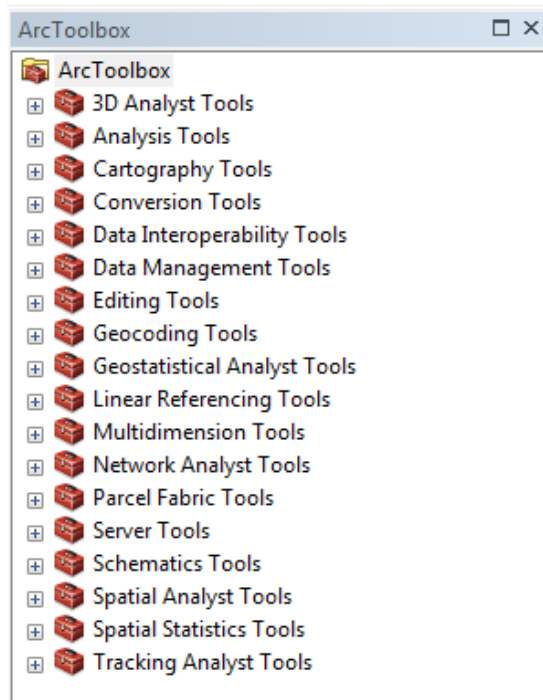 ArcToolbox
ArcToolbox
3D Analyst Tools
Analysis Tools
Cartography Tools
Conversion Tools
Data Interoperability Tools
Data Management Tools
Editing Tools
Geocoding Tools
Geostatistical Analyst Tools
Linear Referencing Tools
Multidimension Tools
Network Analyst Tools
Parcel Fabric Tools
Server Tools
Schematics Tools
Spatial Analyst Tools
Spatial Statistics Tools
Tracking Analyst Tools